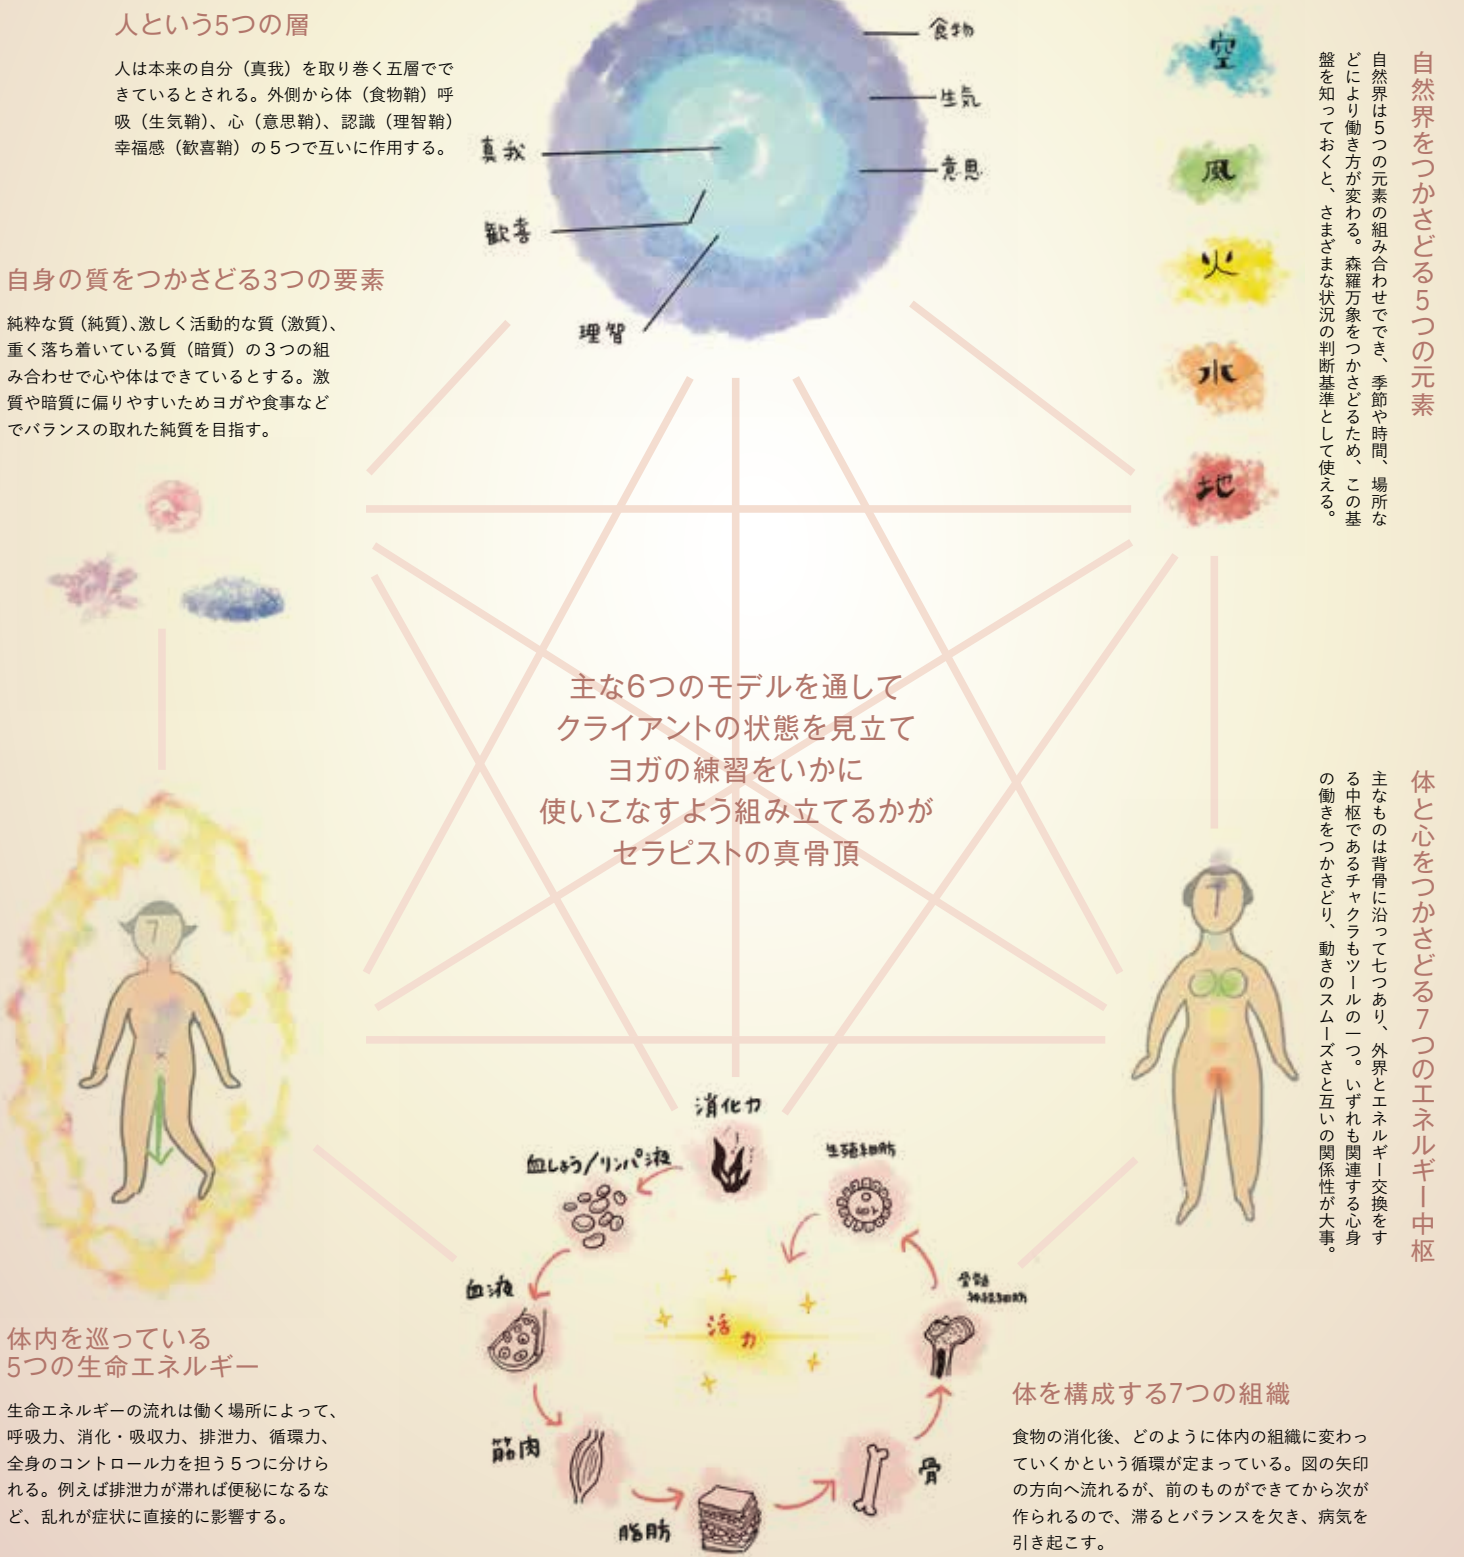 人という5つの層
人は本来の自分（真我）を取り巻く五層でで
きているとされる。外側から体（食物鞘）呼
吸（生気鞘）、心（意思鞘）、認識（理智鞘）
幸福感（歓喜鞘）の５つで互いに作用する。
食物
生気
意思
真我
歓喜
理智
空
風
火
水
地
自然界をつかさどる５つの元素
自然界は５つの元素の組み合わせででき、季節や時間、場所な
どにより働き方が変わる。森羅万象をつかさどるため、この基
盤を知っておくと、さまざまな状況の判断基準として使える。
自身の質をつかさどる3つの要素
純粋な質（純質）、激しく活動的な質（激質）、
重く落ち着いている質（暗質）の３つの組
み合わせで心や体はできているとする。激
質や暗質に偏りやすいためヨガや食事など
でバランスの取れた純質を目指す。
主な6つのモデルを通して
クライアントの状態を見立て
ヨガの練習をいかに
使いこなすよう組み立てるかが
セラピストの真骨頂
体と心をつかさどる７つのエネルギー中枢
主なものは背骨に沿って七つあり、外界とエネルギー交換をす
る中枢であるチャクラもツールの一つ。いずれも関連する心身
の働きをつかさどり、動きのスムーズさと互いの関係性が大事。
体内を巡っている
5つの生命エネルギー
生命エネルギーの流れは働く場所によって、
呼吸力、消化・吸収力、排泄力、循環力、
全身のコントロール力を担う５つに分けら
れる。例えば排泄力が滞れば便秘になるな
ど、乱れが症状に直接的に影響する。
消化力
血しょう/リンパ液
血液
筋肉
脂肪
骨
骨髄
神経細胞
生殖細胞
活力
体を構成する7つの組織
食物の消化後、どのように体内の組織に変わっ
ていくかという循環が定まっている。図の矢印
の方向へ流れるが、前のものができてから次が
作られるので、滞るとバランスを欠き、病気を
引き起こす。